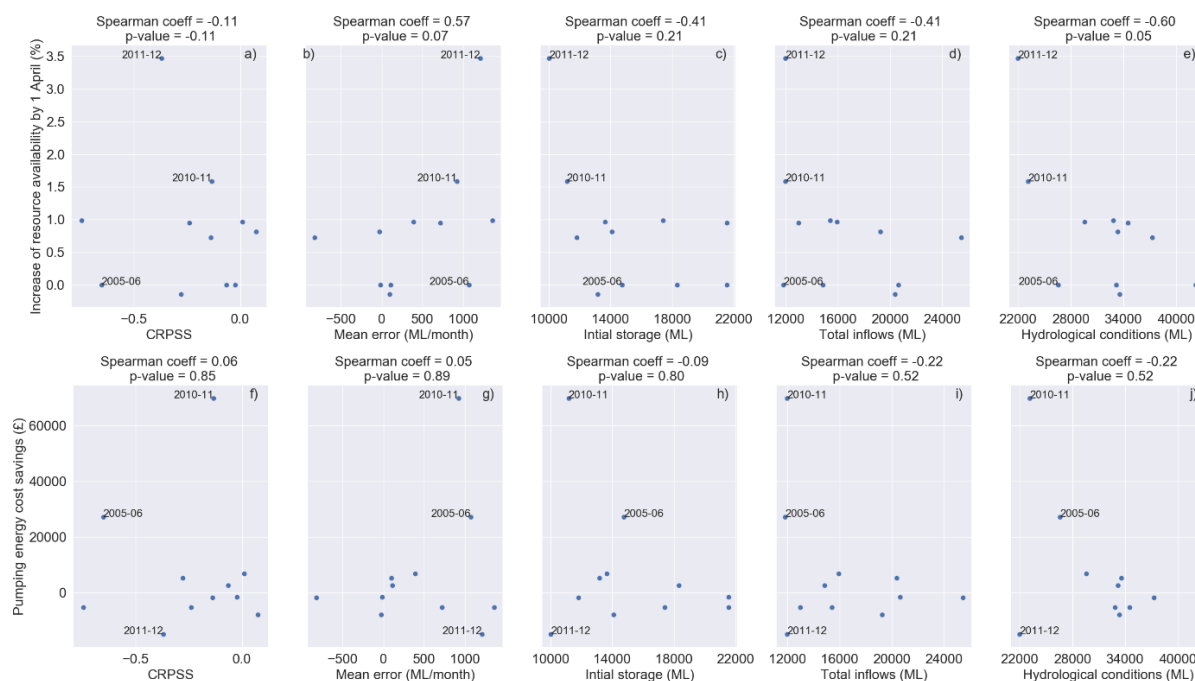 Spearman coeff = -0.11
p-value = -0.11
Spearman coeff = 0.57
p-value = 0.07
Spearman coeff = -0.41
p-value = 0.21
Spearman coeff = -0.41
p-value = 0.21
Spearman coeff = -0.60
p-value = 0.05
Increase of resource availability by 1 April (%)
3.5
3.0
2.5
2.0
1.5
1.0
0.5
0.0
a)
2011-12
2010-11
2005-06
−0.5 0.0
CRPSS
b)
2011-12
2010-11
2005-06
−500 0 500 1000
Mean error (ML/month)
c)
2011-12
2010-11
2005-06
10000 14000 18000 22000
Intial storage (ML)
d)
2011-12
2010-11
2005-06
12000 16000 20000 24000
Total inflows (ML)
e)
2011-12
2010-11
2005-06
22000 28000 34000 40000
Hydrological conditions (ML)
Spearman coeff = 0.06
p-value = 0.85
Spearman coeff = 0.05
p-value = 0.89
Spearman coeff = -0.09
p-value = 0.80
Spearman coeff = -0.22
p-value = 0.52
Spearman coeff = -0.22
p-value = 0.52
Pumping energy cost savings (£)
60000
40000
20000
0
f)
2010-11
2005-06
2011-12
−0.5 0.0
CRPSS
g)
2010-11
2005-06
2011-12
−500 0 500 1000
Mean error (ML/month)
h)
2010-11
2005-06
2011-12
10000 14000 18000 22000
Intial storage (ML)
i)
2010-11
2005-06
2011-12
12000 16000 20000 24000
Total inflows (ML)
j)
2010-11
2005-06
2011-12
22000 28000 34000 40000
Hydrological conditions (ML)